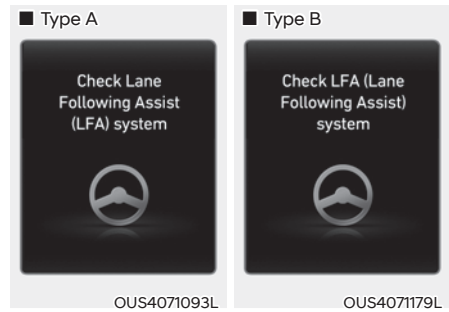 ■ Type A
Check Lane
Following Assist
(LFA) system
OUS4071093L
■ Type B
Check LFA (Lane
Following Assist)
system
OUS4071179L